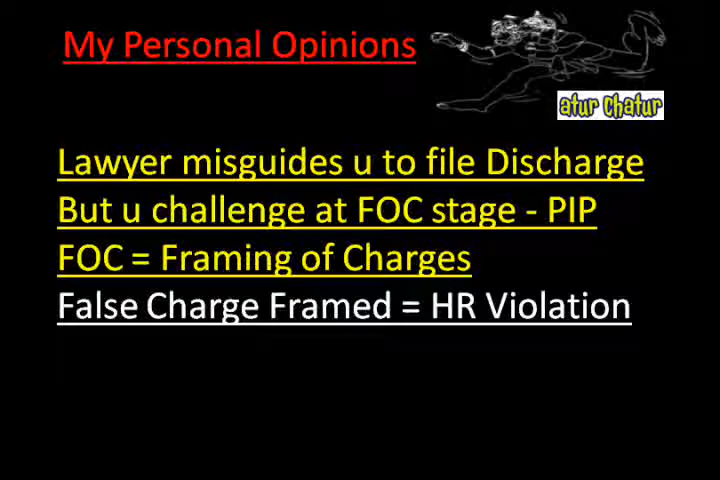 My Personal Opinions
atur chatur
Lawyer misguides u to file Discharge
But u challenge at FOC stage - PIP
FOC = Framing of Charges
False Charge Framed = HR Violation